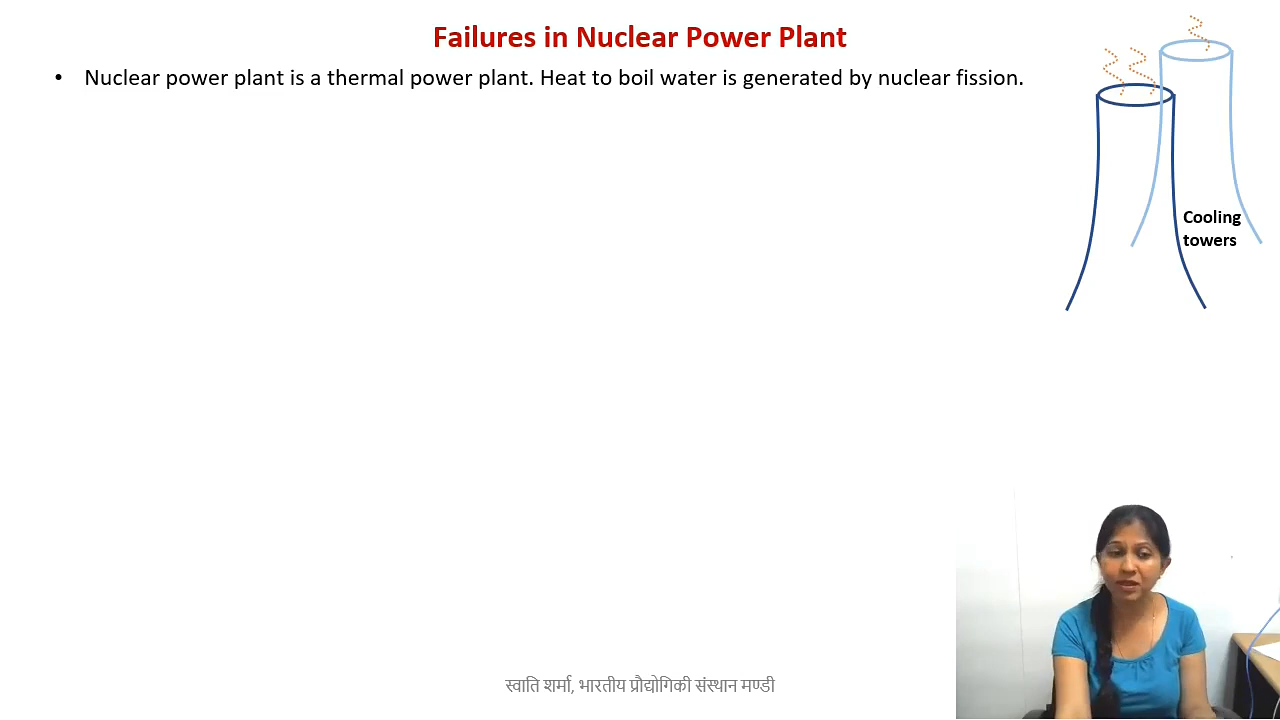 Failures in Nuclear Power Plant
• Nuclear power plant is a thermal power plant. Heat to boil water is generated by nuclear fission.
Cooling
towers
स्वाति शर्मा, भारतीय प्रौद्योगिकी संस्थान मण्डी